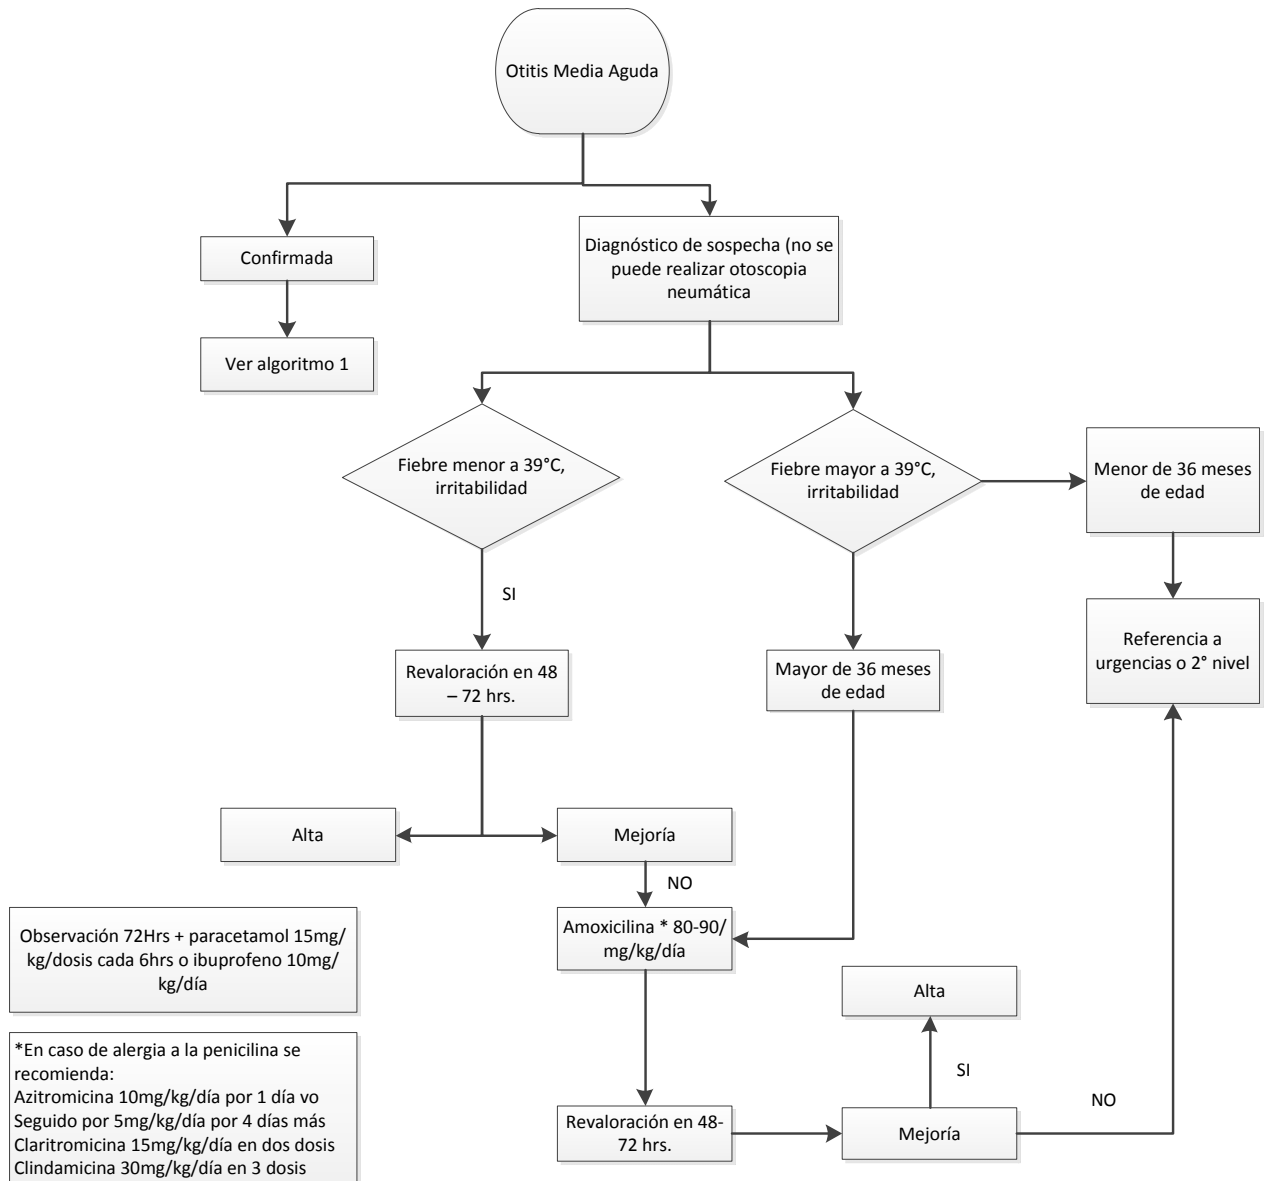 Otitis Media Aguda
Confirmada
Diagnóstico de sospecha (no se
puede realizar otoscopia
neumática
Ver algoritmo 1
Fiebre menor a 39°C,
irritabilidad
Fiebre mayor a 39°C,
irritabilidad
Menor de 36 meses
de edad
SI
Referencia a
urgencias o 2° nivel
Revaloración en 48
– 72 hrs.
Mayor de 36 meses
de edad
Alta
Mejoría
NO
Amoxicilina * 80-90/
mg/kg/día
Observación 72Hrs + paracetamol 15mg/
kg/dosis cada 6hrs o ibuprofeno 10mg/
kg/día
Alta
*En caso de alergia a la penicilina se
recomienda:
Azitromicina 10mg/kg/día por 1 día vo
Seguido por 5mg/kg/día por 4 días más
Claritromicina 15mg/kg/día en dos dosis
Clindamicina 30mg/kg/día en 3 dosis
SI
NO
Revaloración en 48-
72 hrs.
Mejoría